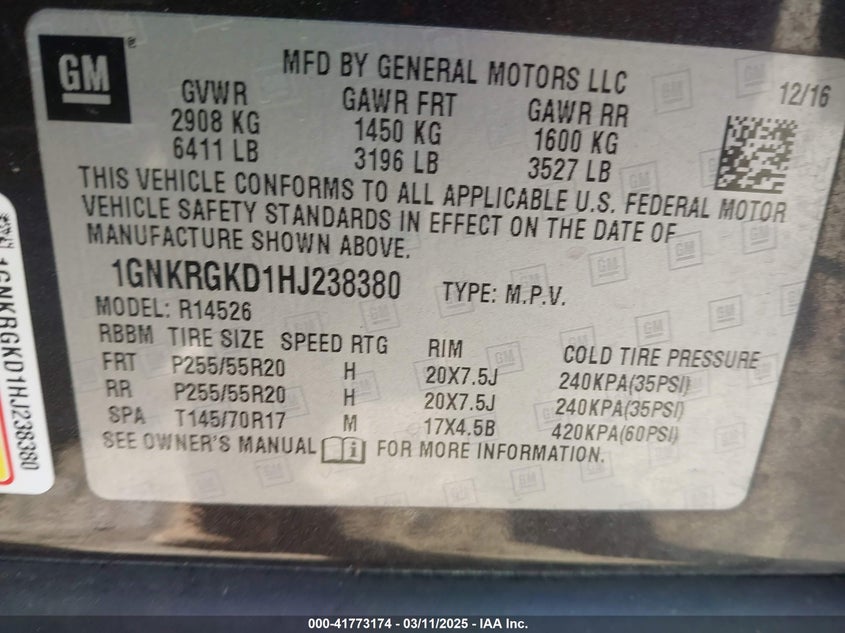 GM
®
MFD BY GENERAL MOTORS LLC
12/16
GVWR GAWR FRT GAWR RR
2908 KG 1450 KG 1600 KG
6411 LB 3196 LB 3527 LB
THIS VEHICLE CONFORMS TO ALL APPLICABLE U.S. FEDERAL MOTOR
VEHICLE SAFETY STANDARDS IN EFFECT ON THE DATE OF
MANUFACTURE SHOWN ABOVE.
1GNKRGKD1HJ238380 TYPE: M.P.V.
MODEL: R14526
RBBM TIRE SIZE SPEED RTG RIM COLD TIRE PRESSURE
FRT P255/55R20 H 20X7.5J 240KPA(35PSI)
RR P255/55R20 H 20X7.5J 240KPA(35PSI)
SPA T145/70R17 M 17X4.5B 420KPA(60PSI)
SEE OWNER'S MANUAL FOR MORE INFORMATION.
1GNKRGKD1HJ238380
000-41773174 - 03/11/2025 - IAA Inc.